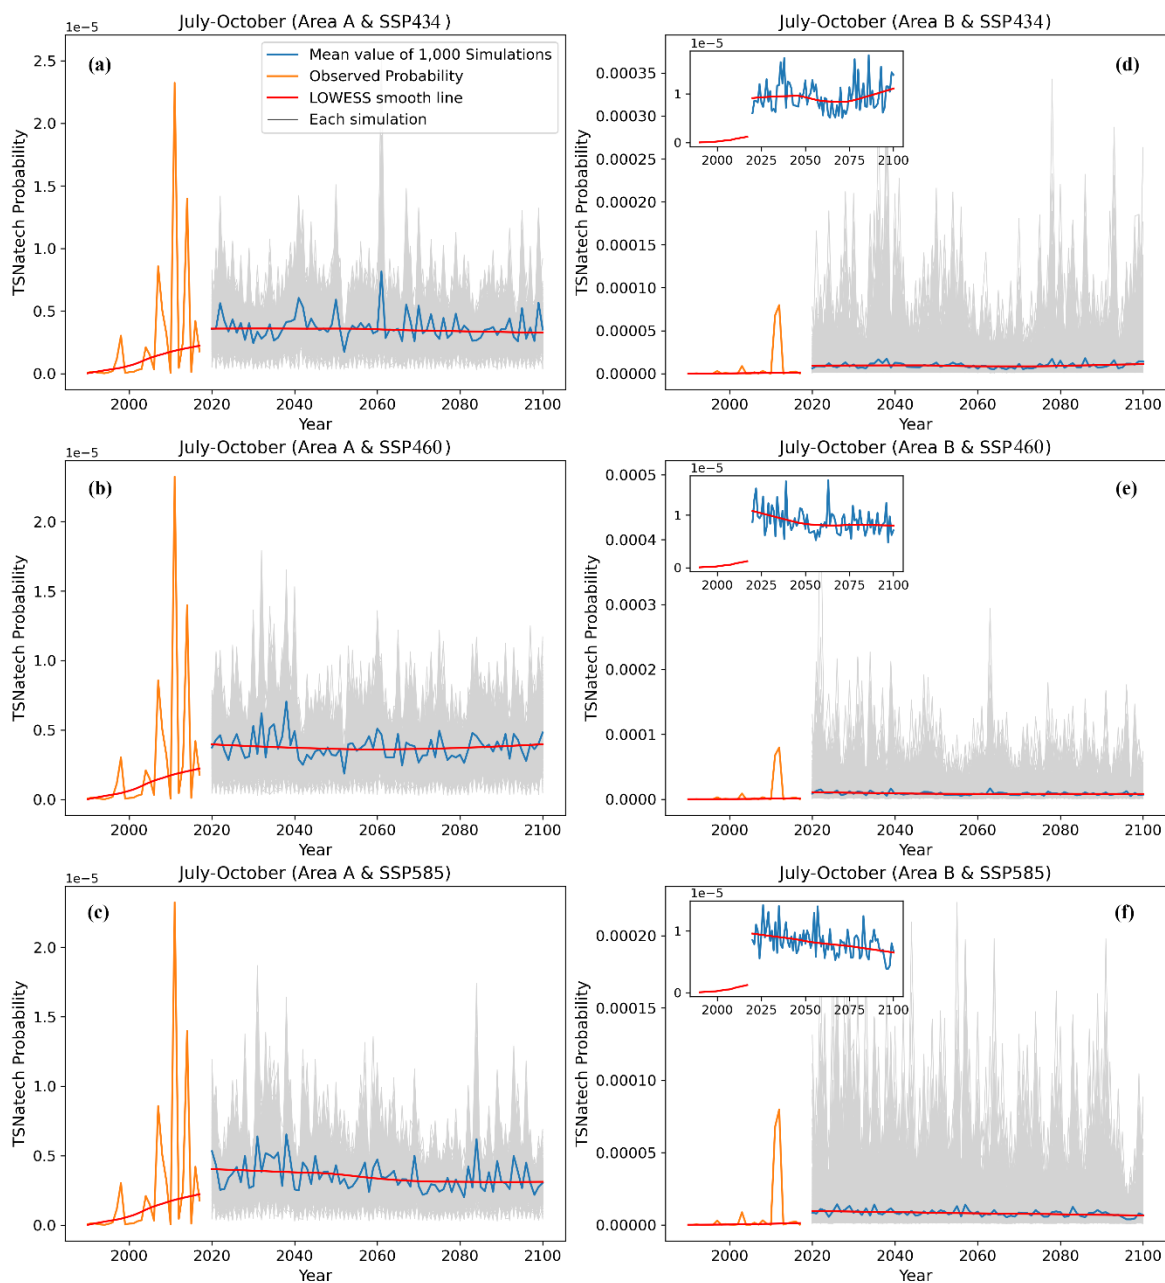 July-October (Area A & SSP434)
1e−5
(a)
Mean value of 1,000 Simulations
Observed Probability
LOWESS smooth line
Each simulation
TSNatech Probability
2.5
2.0
1.5
1.0
0.5
0.0
2000 2020 2040 2060 2080 2100
Year
July-October (Area B & SSP434)
(d)
1e−5
1
0
2000 2025 2050 2075 2100
TSNatech Probability
0.00035
0.00030
0.00025
0.00020
0.00015
0.00010
0.00005
0.00000
2000 2020 2040 2060 2080 2100
Year
July-October (Area A & SSP460)
1e−5
(b)
TSNatech Probability
2.0
1.5
1.0
0.5
0.0
2000 2020 2040 2060 2080 2100
Year
July-October (Area B & SSP460)
(e)
1e−5
1
0
2000 2025 2050 2075 2100
TSNatech Probability
0.0005
0.0004
0.0003
0.0002
0.0001
0.0000
2000 2020 2040 2060 2080 2100
Year
July-October (Area A & SSP585)
1e−5
(c)
TSNatech Probability
2.0
1.5
1.0
0.5
0.0
2000 2020 2040 2060 2080 2100
Year
July-October (Area B & SSP585)
(f)
1e−5
1
0
2000 2025 2050 2075 2100
TSNatech Probability
0.00020
0.00015
0.00010
0.00005
0.00000
2000 2020 2040 2060 2080 2100
Year